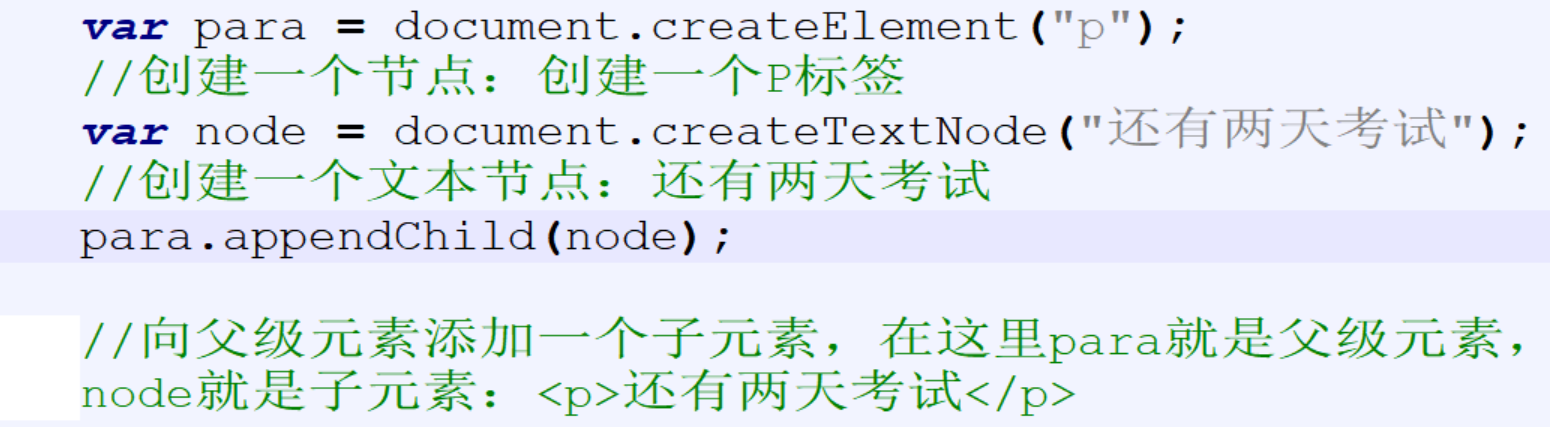 var para = document.createElement("p");
//创建一个节点：创建一个P标签
var node = document.createTextNode("还有两天考试");
//创建一个文本节点：还有两天考试
para.appendChild(node);
//向父级元素添加一个子元素，在这里para就是父级元素，
node就是子元素：<p>还有两天考试</p>